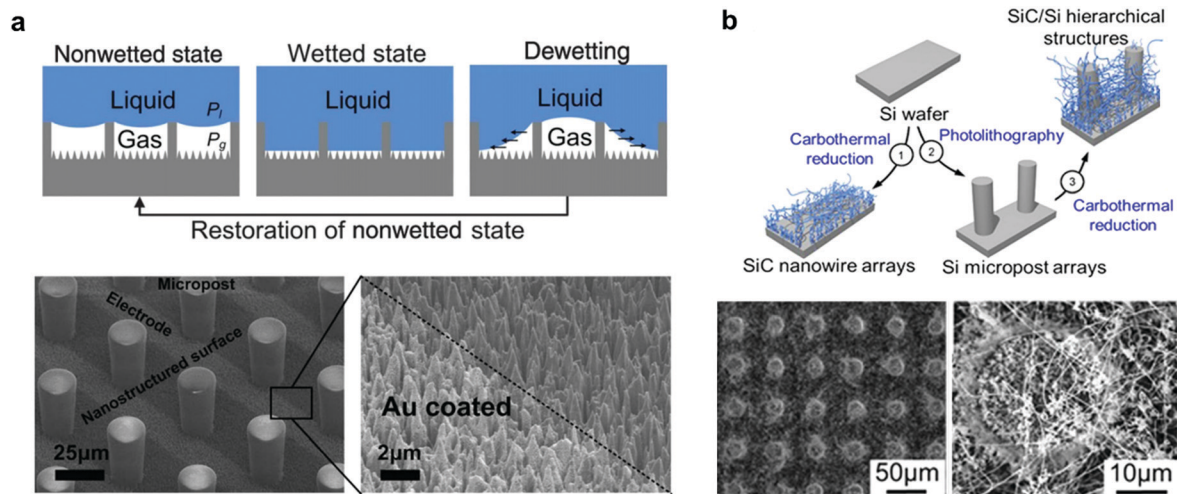 a
Nonwetted state
Wetted state
Dewetting
Liquid
Pl
Gas
Pg
Liquid
Liquid
Gas
Restoration of nonwetted state
Micropost
Electrode
Nanostructured surface
25µm
Au coated
2µm
b
SiC/Si hierarchical
structures
Si wafer
Carbothermal
reduction
1
2
Photolithography
3
Carbothermal
reduction
SiC nanowire arrays
Si micropost arrays
50µm
10µm